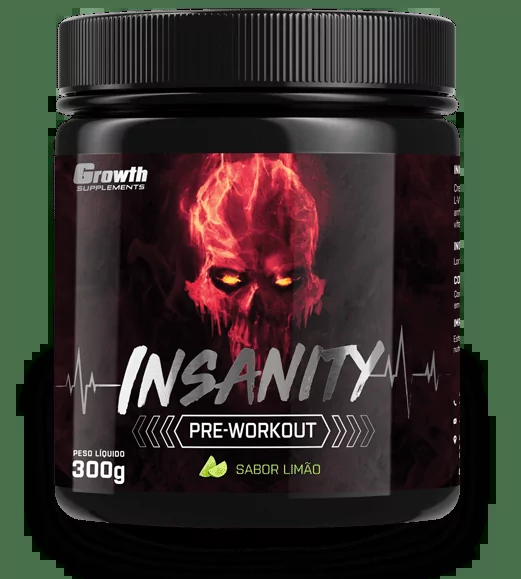 Growth
SUPPLEMENTS
INSANITY
PRE-WORKOUT
SABOR LIMÃO
PESO LÍQUIDO
300g